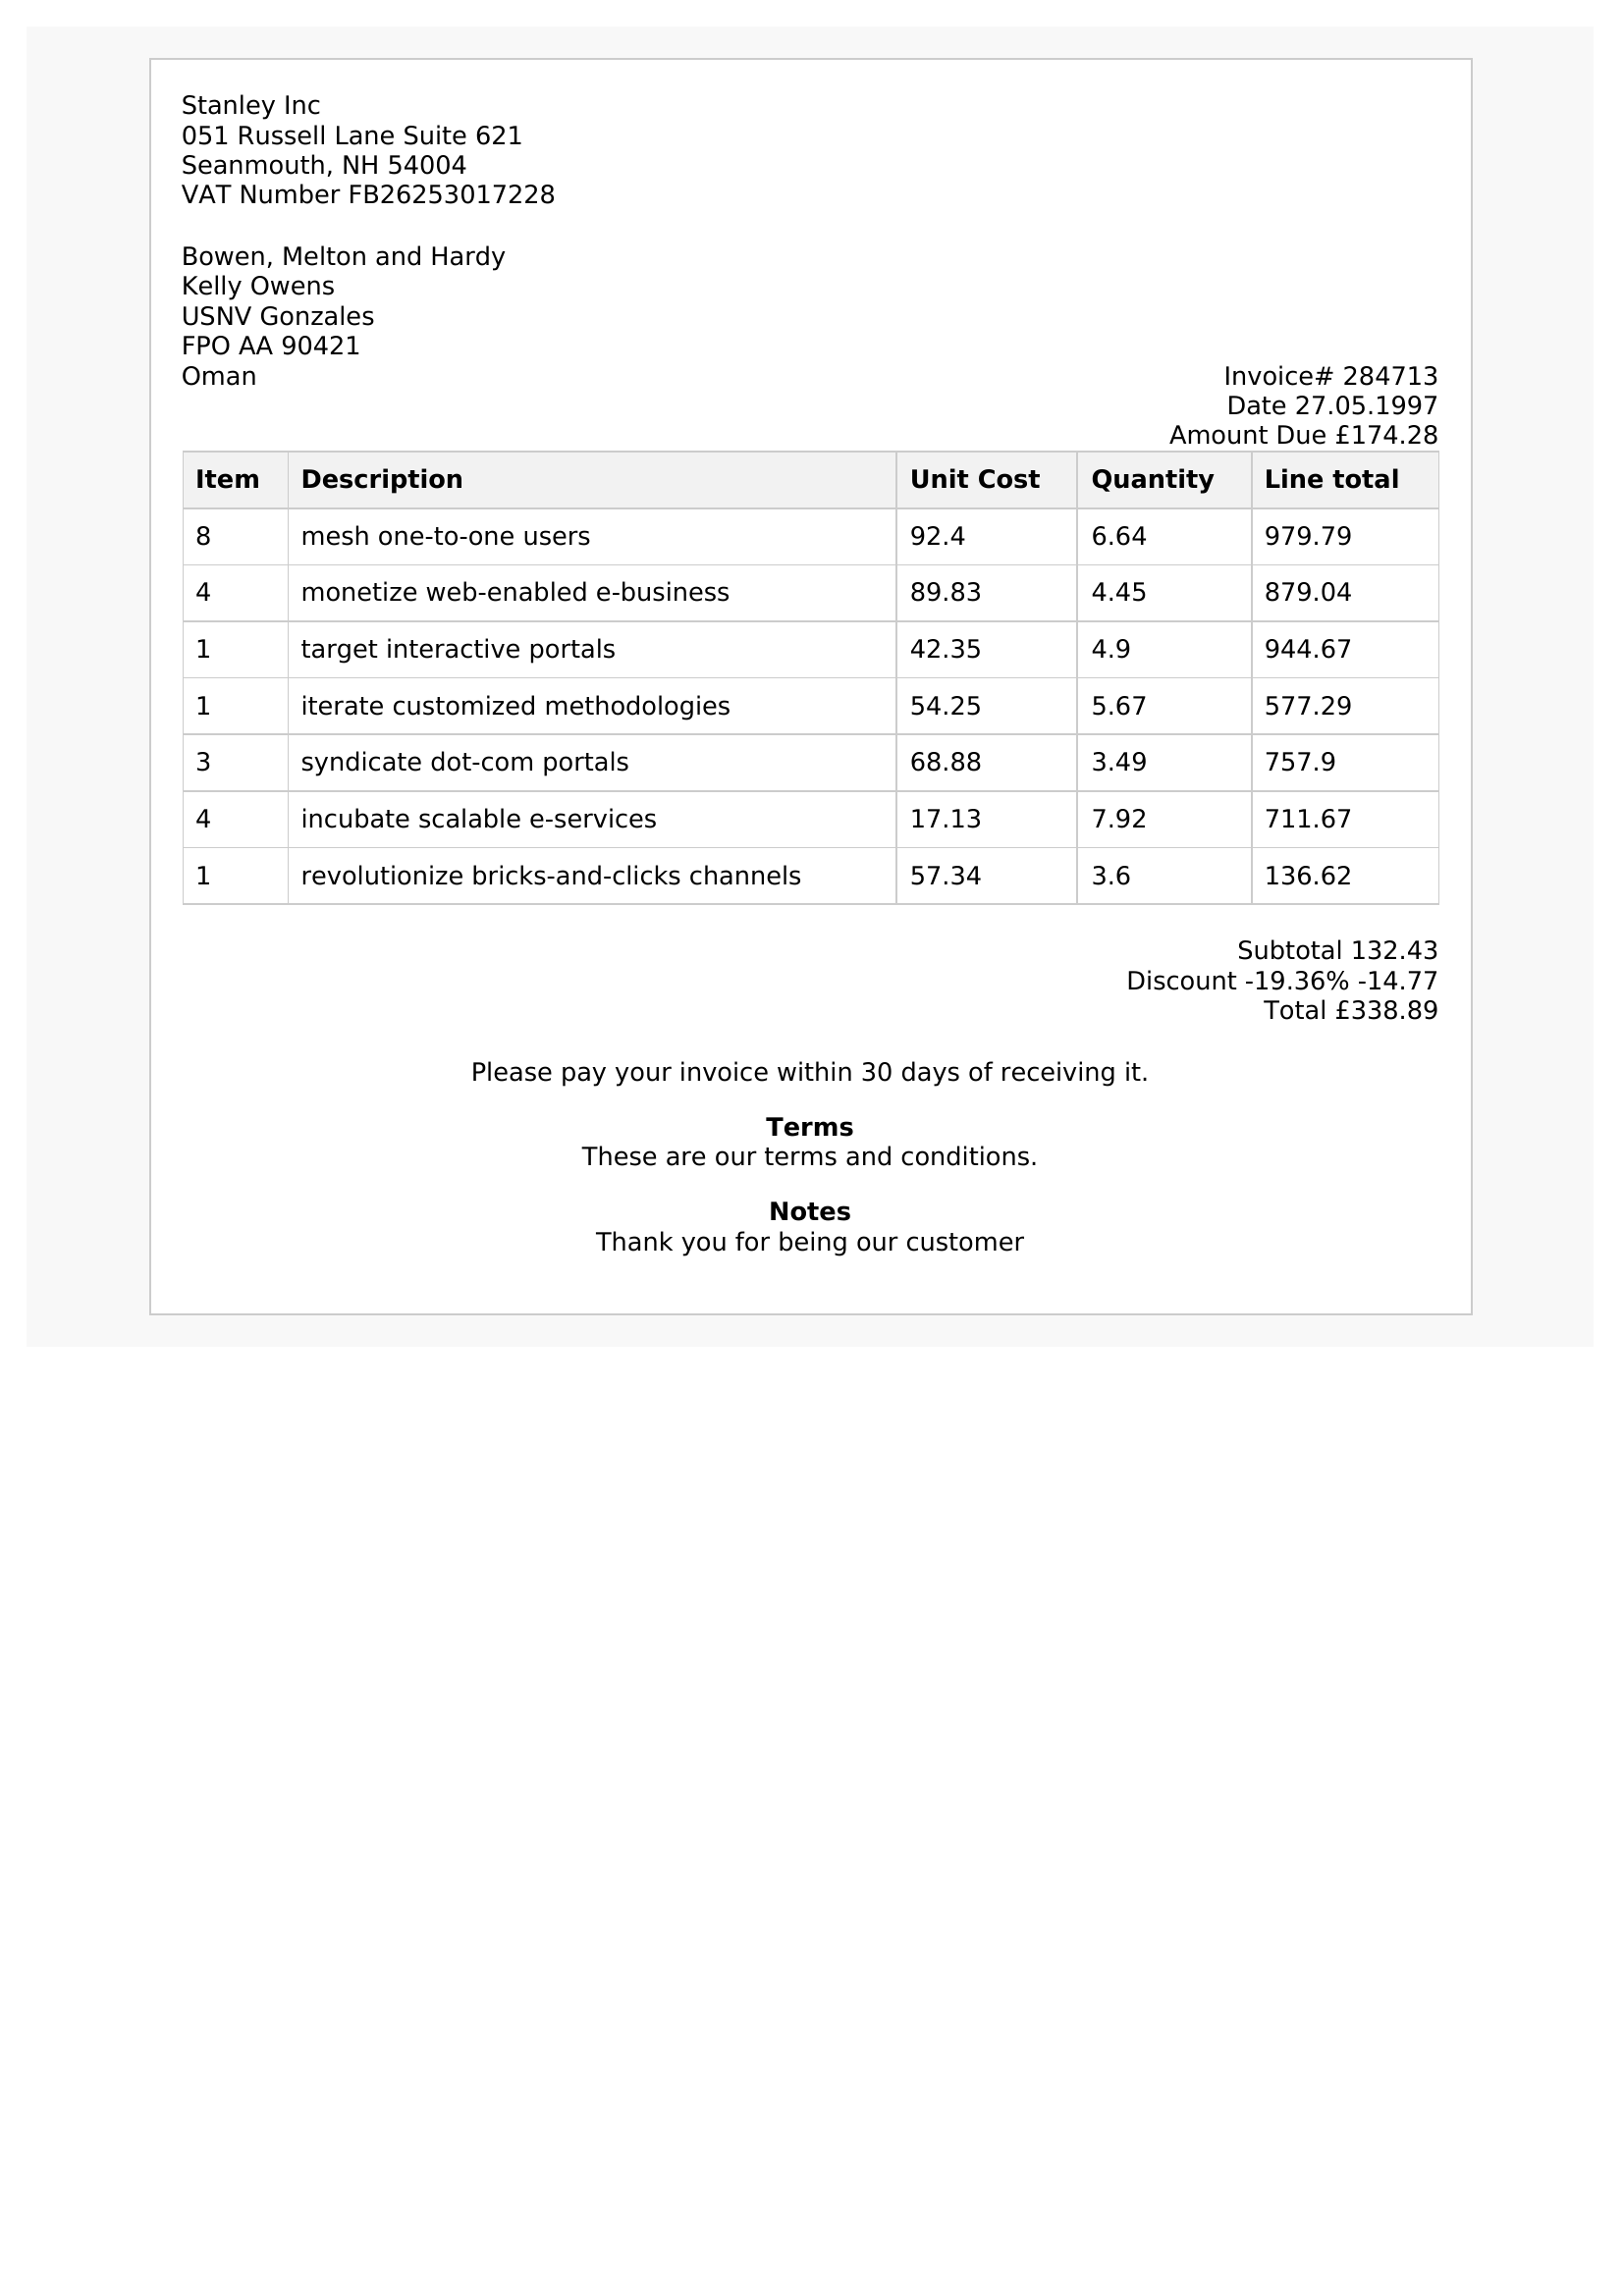 Stanley Inc
051 Russell Lane Suite 621
Seanmouth, NH 54004
VAT Number FB26253017228
Bowen, Melton and Hardy
Kelly Owens
USNV Gonzales
FPO AA 90421
Oman
Invoice# 284713
Date 27.05.1997
Amount Due £174.28
Item Description Unit Cost Quantity Line total
8 mesh one-to-one users 92.4 6.64 979.79
4 monetize web-enabled e-business 89.83 4.45 879.04
1 target interactive portals 42.35 4.9 944.67
1 iterate customized methodologies 54.25 5.67 577.29
3 syndicate dot-com portals 68.88 3.49 757.9
4 incubate scalable e-services 17.13 7.92 711.67
1 revolutionize bricks-and-clicks channels 57.34 3.6 136.62
Subtotal 132.43
Discount -19.36% -14.77
Total £338.89
Please pay your invoice within 30 days of receiving it.
Terms
These are our terms and conditions.
Notes
Thank you for being our customer